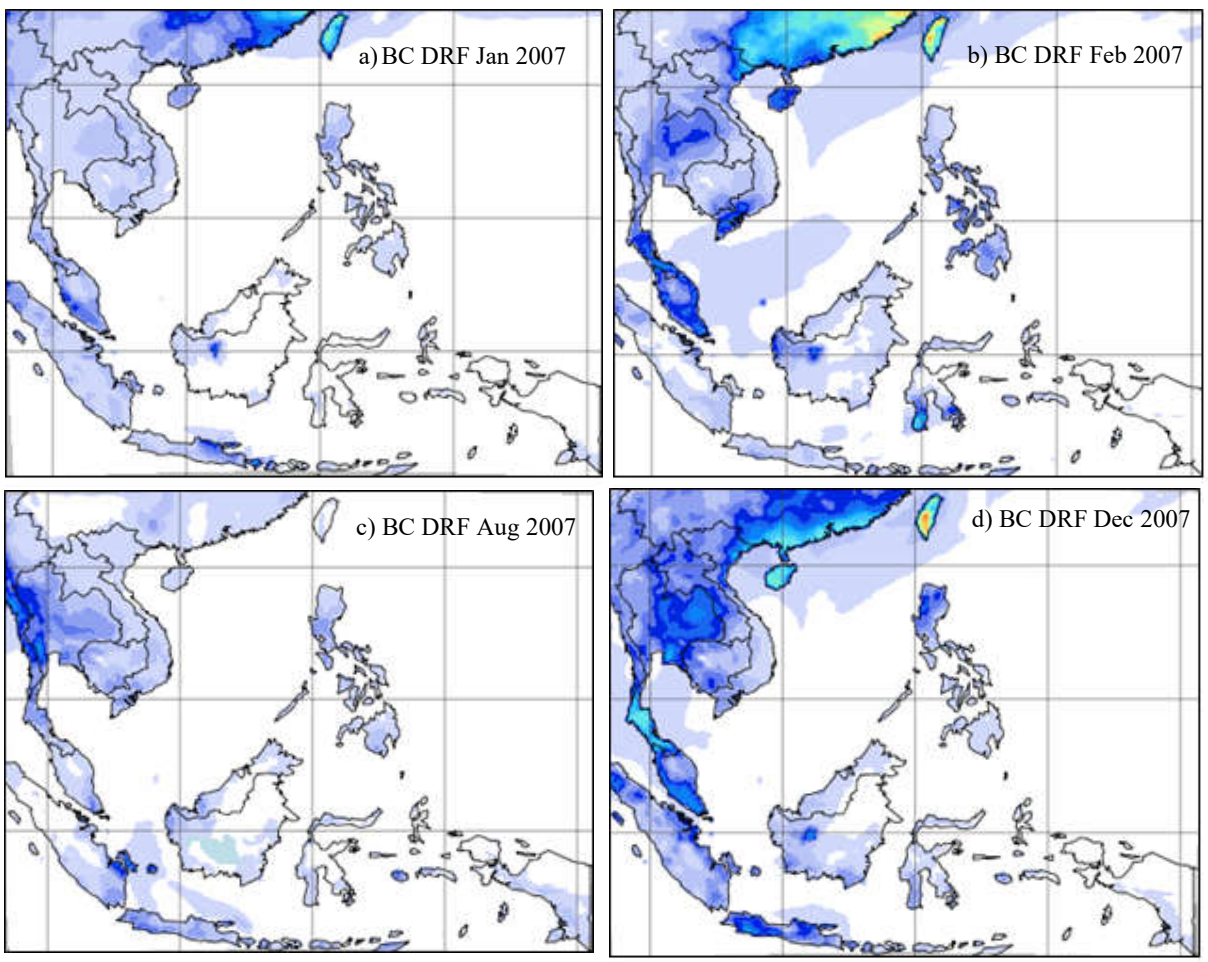 a) BC DRF Jan 2007
b) BC DRF Feb 2007
c) BC DRF Aug 2007
d) BC DRF Dec 2007